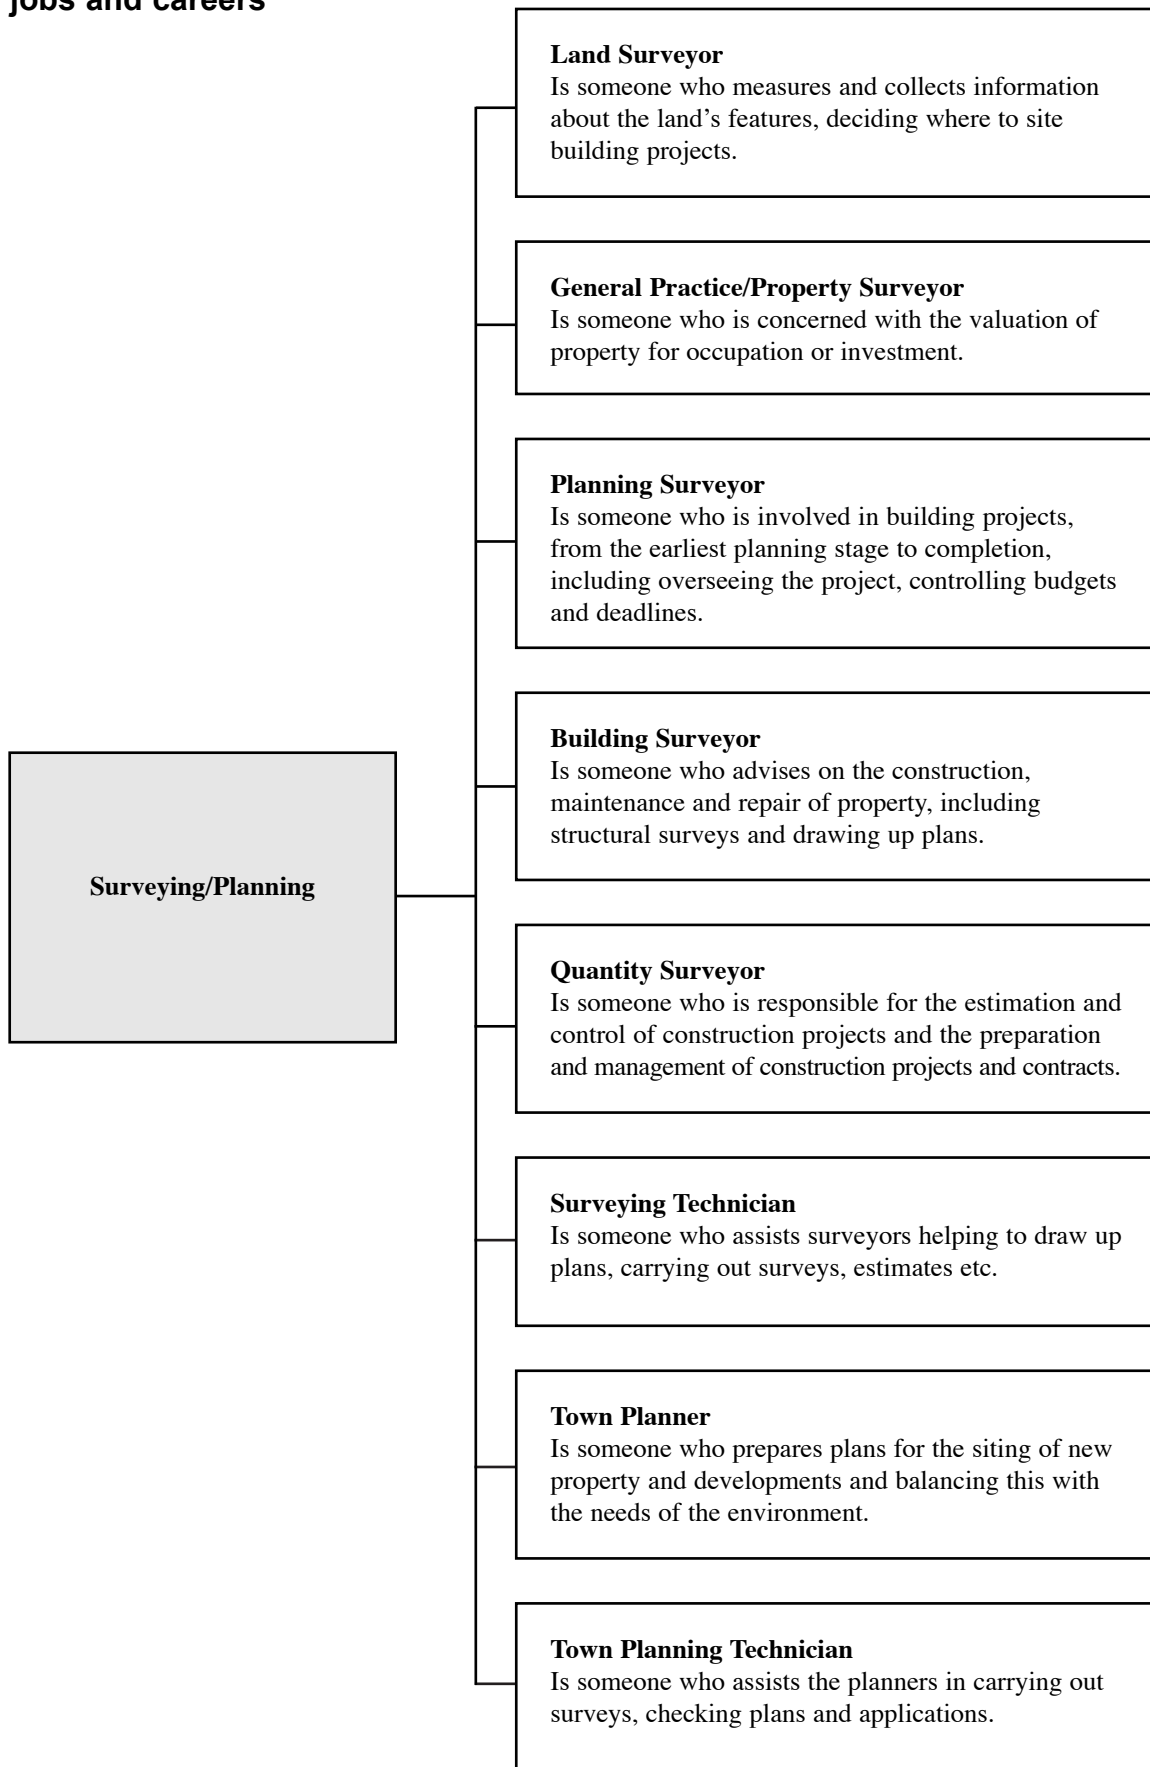 jobs and careers
Land Surveyor
Is someone who measures and collects information
about the land's features, deciding where to site
building projects.
General Practice/Property Surveyor
Is someone who is concerned with the valuation of
property for occupation or investment.
Planning Surveyor
Is someone who is involved in building projects,
from the earliest planning stage to completion,
including overseeing the project, controlling budgets
and deadlines.
Building Surveyor
Is someone who advises on the construction,
maintenance and repair of property, including
structural surveys and drawing up plans.
Surveying/Planning
Quantity Surveyor
Is someone who is responsible for the estimation and
control of construction projects and the preparation
and management of construction projects and contracts.
Surveying Technician
Is someone who assists surveyors helping to draw up
plans, carrying out surveys, estimates etc.
Town Planner
Is someone who prepares plans for the siting of new
property and developments and balancing this with
the needs of the environment.
Town Planning Technician
Is someone who assists the planners in carrying out
surveys, checking plans and applications.